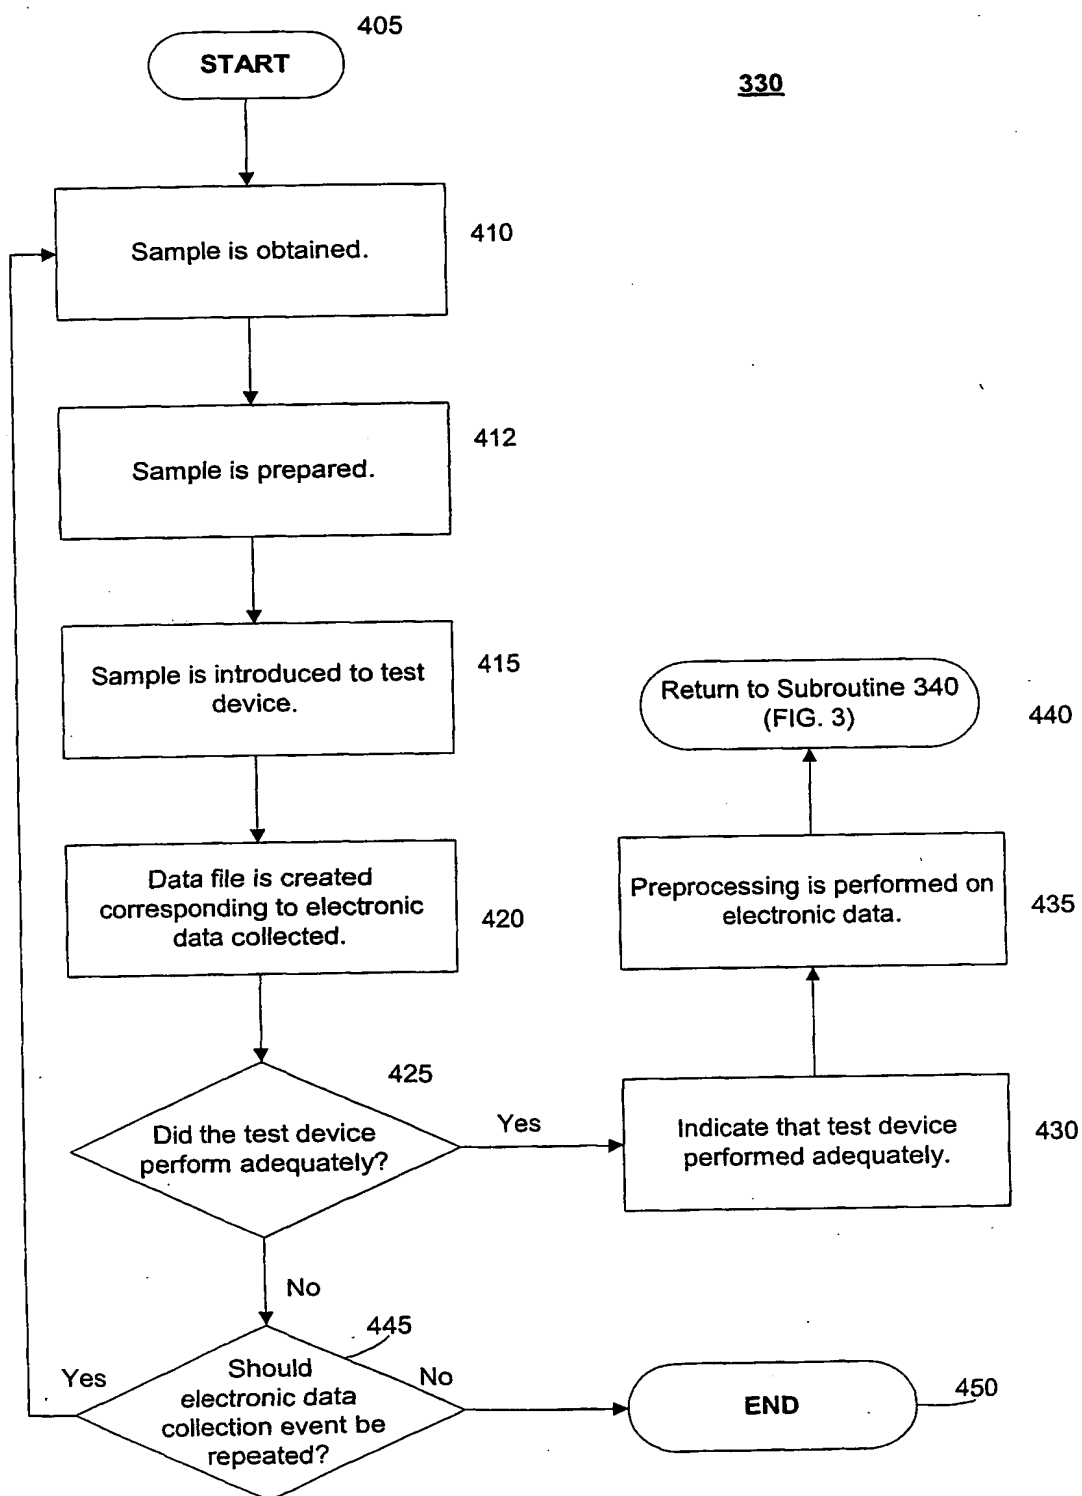 405
START
330
410
Sample is obtained.
412
Sample is prepared.
415
Sample is introduced to test
device.
Return to Subroutine 340
(FIG. 3)
440
Data file is created
corresponding to electronic
data collected.
420
Preprocessing is performed on
electronic data.
435
425
Did the test device
perform adequately?
Yes
Indicate that test device
performed adequately.
430
No
445
Yes
Should
electronic data
collection event be
repeated?
No
END
450